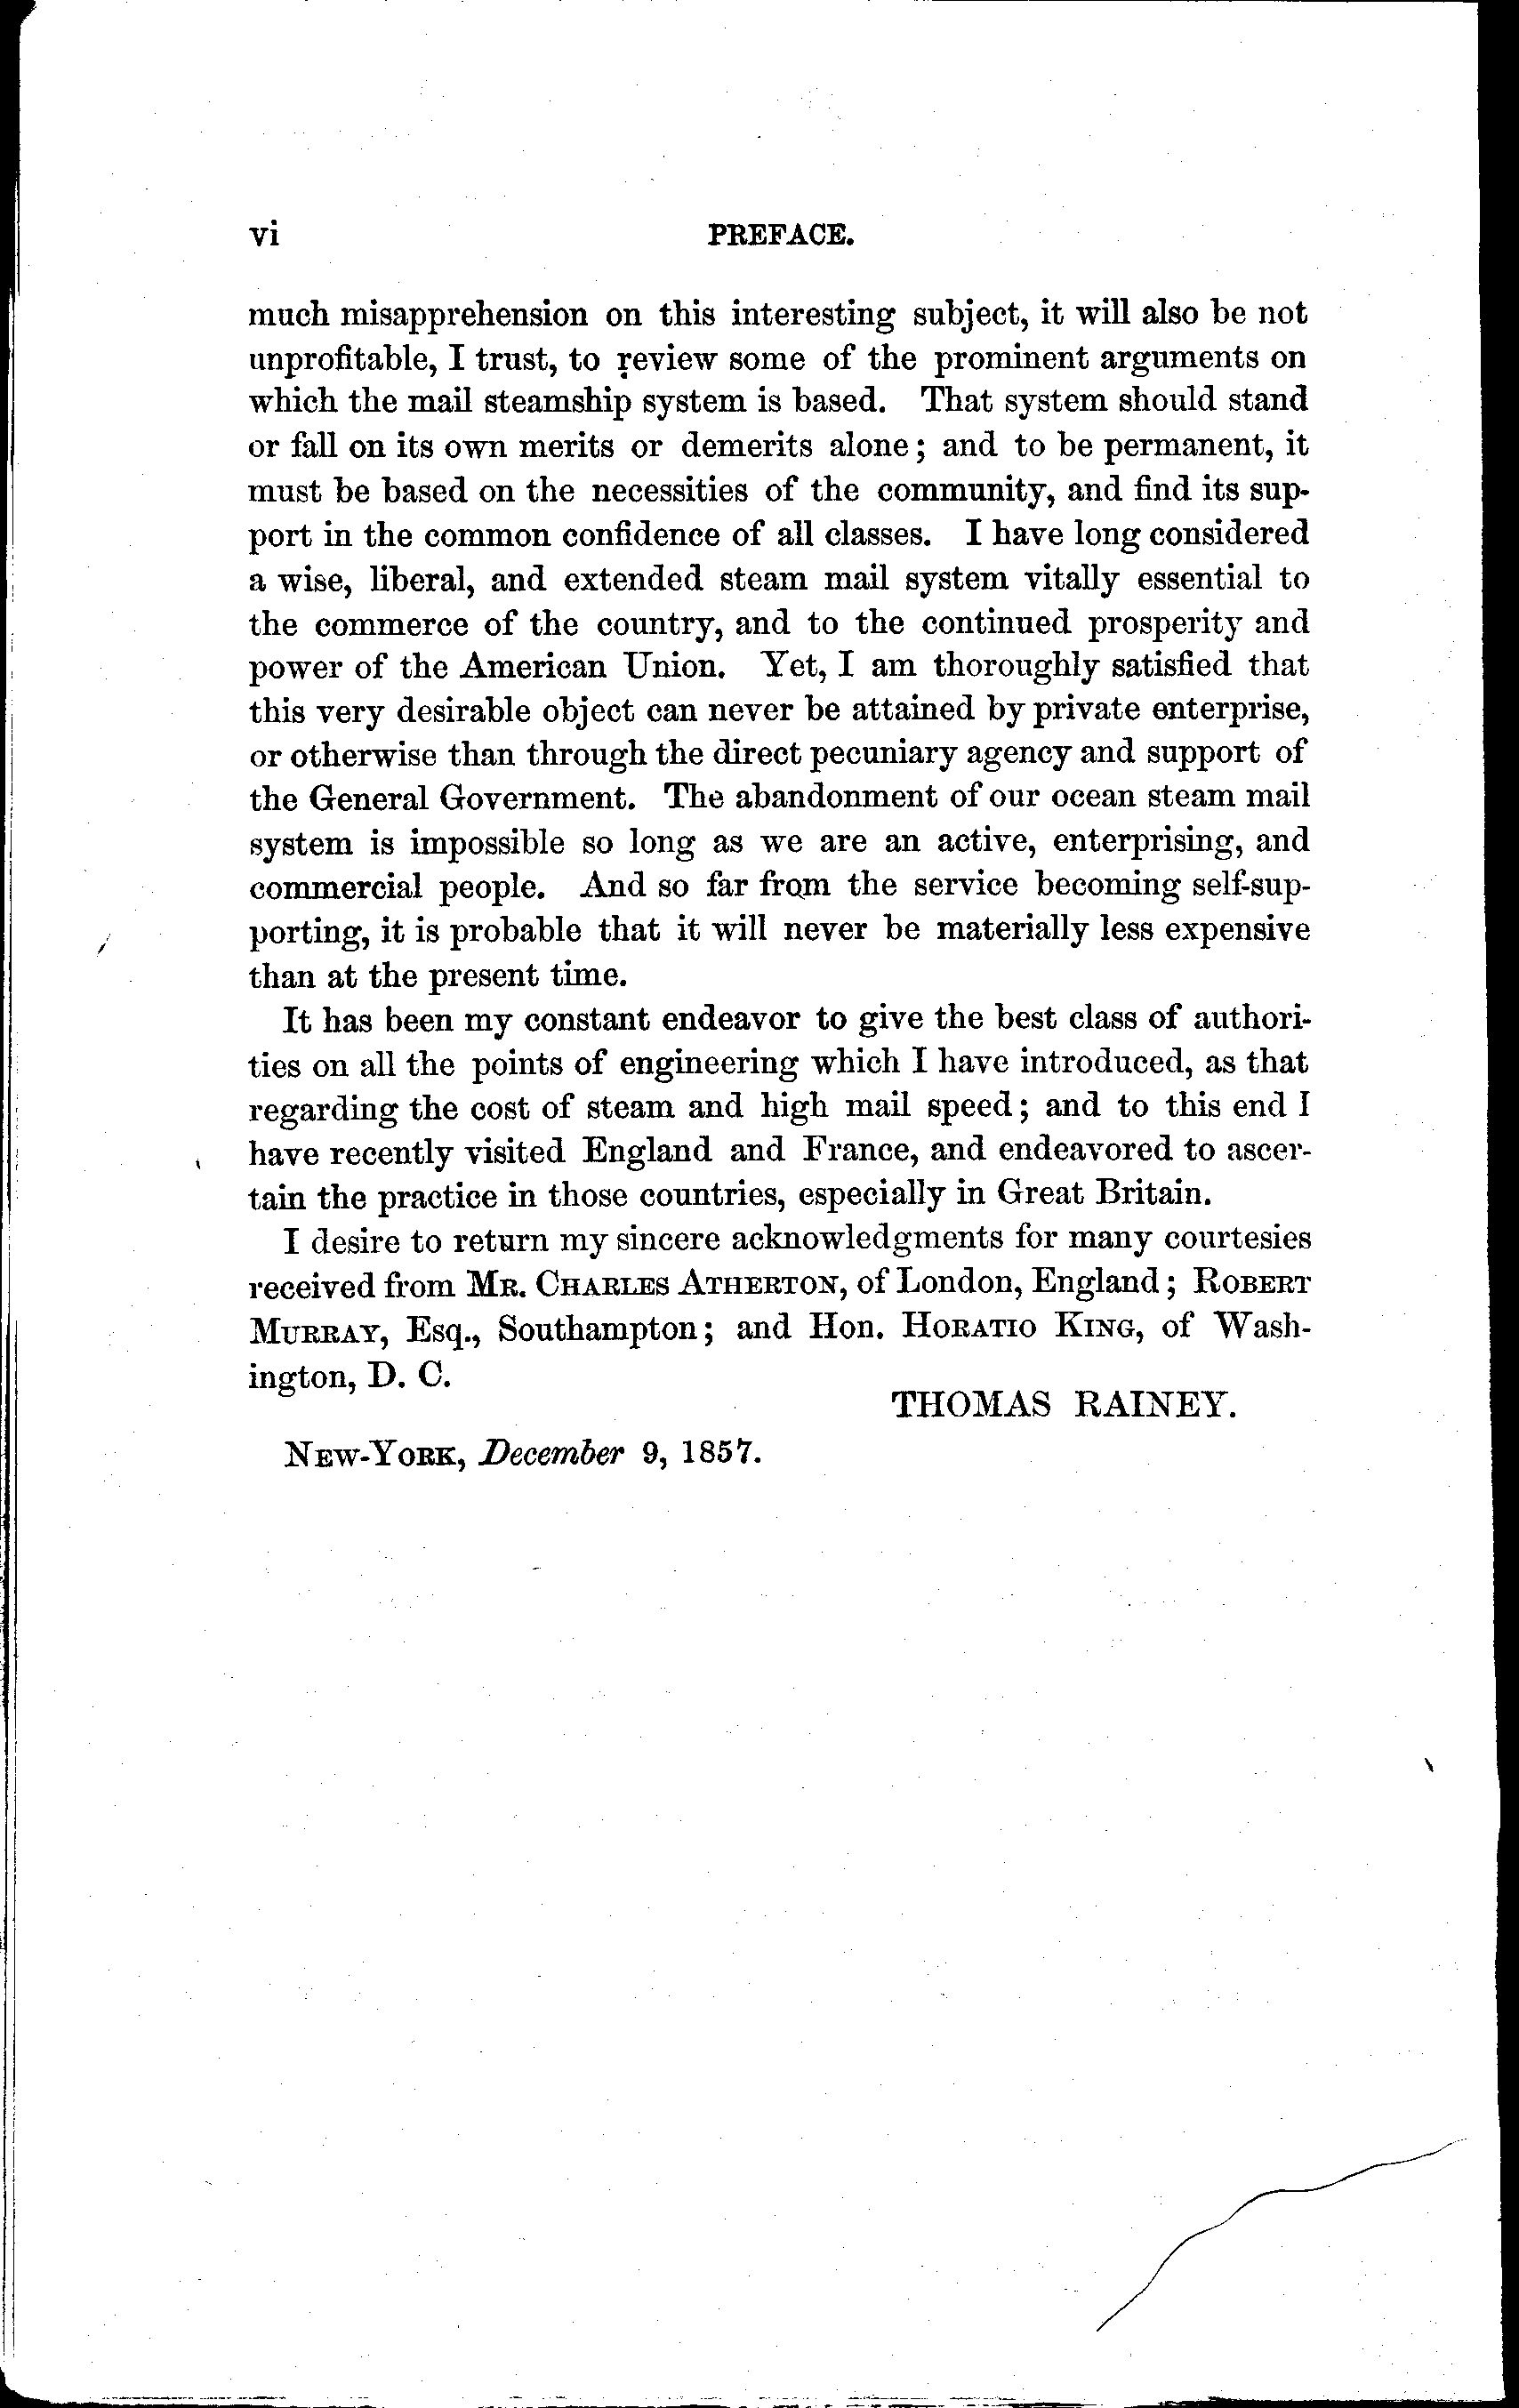 vi PREFACE.
much misapprehension on this interesting subject, it will also be not
unprofitable, I trust, to review some of the prominent arguments on
which the mail steamship system is based. That system should stand
or fall on its own merits or demerits alone; and to be permanent, it
must be based on the necessities of the community, and find its sup-
port in the common confidence of all classes. I have long considered
a wise, liberal, and extended steam mail system vitally essential to
the commerce of the country, and to the continued prosperity and
power of the American Union. Yet, I am thoroughly satisfied that
this very desirable object can never be attained by private enterprise,
or otherwise than through the direct pecuniary agency and support of
the General Government. The abandonment of our ocean steam mail
system is impossible so long as we are an active, enterprising, and
commercial people. And so far from the service becoming self-sup-
porting, it is probable that it will never be materially less expensive
than at the present time.
It has been my constant endeavor to give the best class of authori-
ties on all the points of engineering which I have introduced, as that
regarding the cost of steam and high mail speed; and to this end I
have recently visited England and France, and endeavored to ascer-
tain the practice in those countries, especially in Great Britain.
I desire to return my sincere acknowledgments for many courtesies
received from MR. CHARLES ATHERTON, of London, England; ROBERT
MURRAY, Esq., Southampton; and Hon. HORATIO KING, of Wash-
ington, D. C.
THOMAS RAINEY.
NEW-YORK, December 9, 1857.